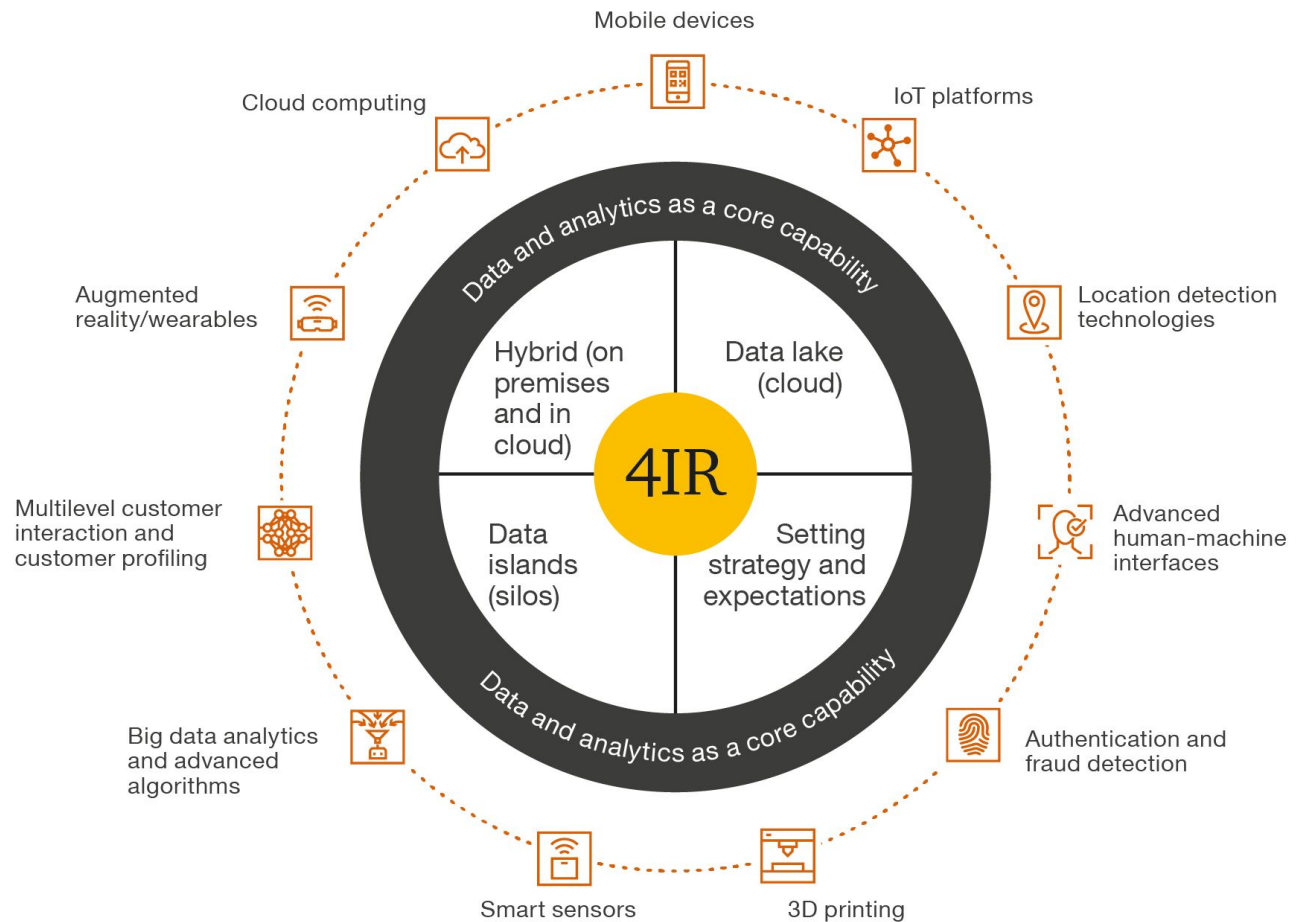 Mobile devices
Cloud computing
IoT platforms
Data and analytics as a core capability
Augmented
reality/wearables
Location detection
technologies
Hybrid (on
premises
and in
cloud)
Data lake
(cloud)
4IR
Multilevel customer
interaction and
customer profiling
Data
islands
(silos)
Setting
strategy and
expectations
Advanced
human-machine
interfaces
Data and analytics as a core capability
Big data analytics
and advanced
algorithms
Authentication and
fraud detection
Smart sensors
3D printing